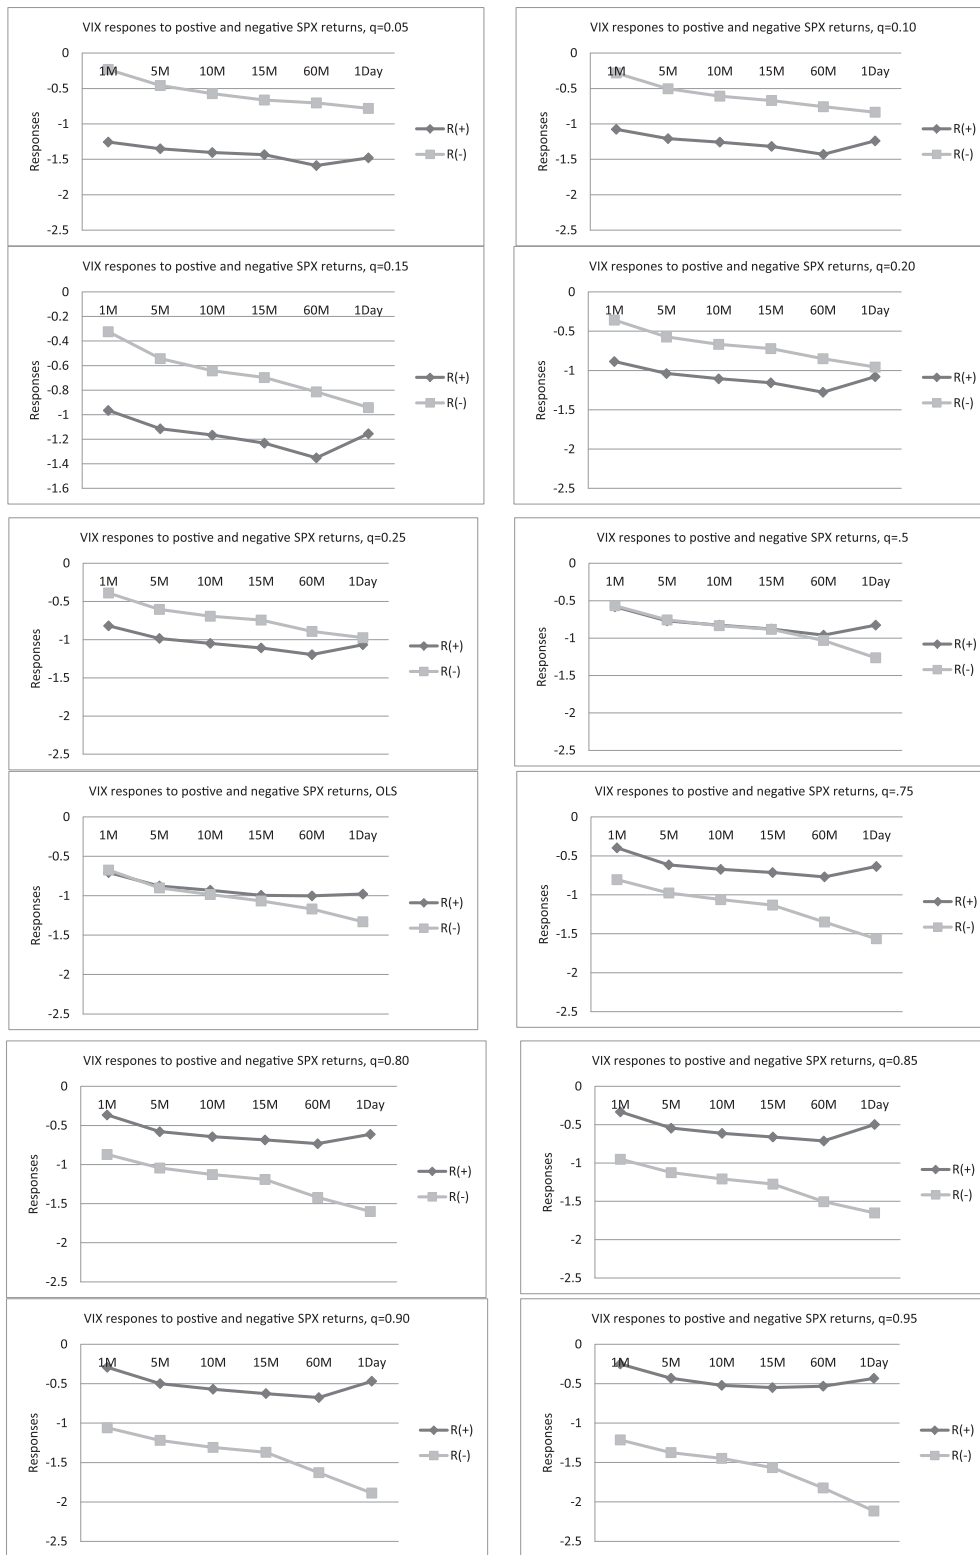 VIX respones to postive and negative SPX returns, q=0.05
0
1M 5M 10M 15M 60M 1Day
-0.5
-1
-1.5
-2
-2.5
Responses
R(+)
R(-)
VIX respones to postive and negative SPX returns, q=0.10
0
1M 5M 10M 15M 60M 1Day
-0.5
-1
-1.5
-2
-2.5
Responses
R(+)
R(-)
VIX respones to postive and negative SPX returns, q=0.15
0
1M 5M 10M 15M 60M 1Day
-0.2
-0.4
-0.6
-0.8
-1
-1.2
-1.4
-1.6
Responses
R(+)
R(-)
VIX respones to postive and negative SPX returns, q=0.20
0
1M 5M 10M 15M 60M 1Day
-0.5
-1
-1.5
-2
-2.5
Responses
R(+)
R(-)
VIX respones to postive and negative SPX returns, q=0.25
0
1M 5M 10M 15M 60M 1Day
-0.5
-1
-1.5
-2
-2.5
Responses
R(+)
R(-)
VIX respones to postive and negative SPX returns, q=.5
0
1M 5M 10M 15M 60M 1Day
-0.5
-1
-1.5
-2
-2.5
Responses
R(+)
R(-)
VIX respones to postive and negative SPX returns, OLS
0
1M 5M 10M 15M 60M 1Day
-0.5
-1
-1.5
-2
-2.5
Responses
R(+)
R(-)
VIX respones to postive and negative SPX returns, q=.75
0
1M 5M 10M 15M 60M 1Day
-0.5
-1
-1.5
-2
-2.5
Responses
R(+)
R(-)
VIX respones to postive and negative SPX returns, q=0.80
0
1M 5M 10M 15M 60M 1Day
-0.5
-1
-1.5
-2
-2.5
Responses
R(+)
R(-)
VIX respones to postive and negative SPX returns, q=0.85
0
1M 5M 10M 15M 60M 1Day
-0.5
-1
-1.5
-2
-2.5
Responses
R(+)
R(-)
VIX respones to postive and negative SPX returns, q=0.90
0
1M 5M 10M 15M 60M 1Day
-0.5
-1
-1.5
-2
-2.5
Responses
R(+)
R(-)
VIX respones to postive and negative SPX returns, q=0.95
0
1M 5M 10M 15M 60M 1Day
-0.5
-1
-1.5
-2
-2.5
Responses
R(+)
R(-)